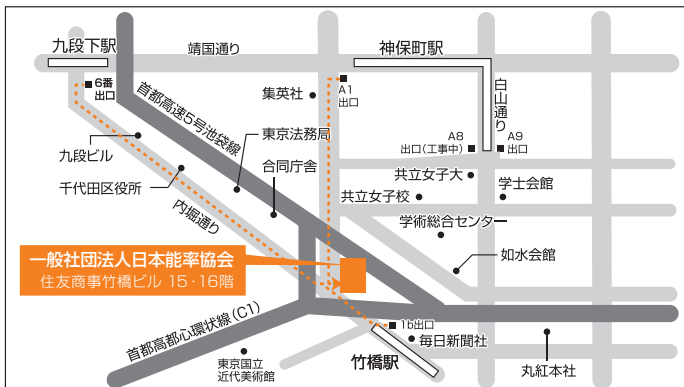 九段下駅
靖国通り
神保町駅
6番
出口
首都高速5号池袋線
集英社
A1
出口
白山通り
A8
出口(工事中)
A9
出口
九段ビル
東京法務局
千代田区役所
合同庁舎
共立女子大
共立女子校
学士会館
内堀通り
学術総合センター
如水会館
一般社団法人日本能率協会
住友商事竹橋ビル 15・16階
首都高都心環状線(C1)
1b出口
毎日新聞社
竹橋駅
東京国立
近代美術館
丸紅本社